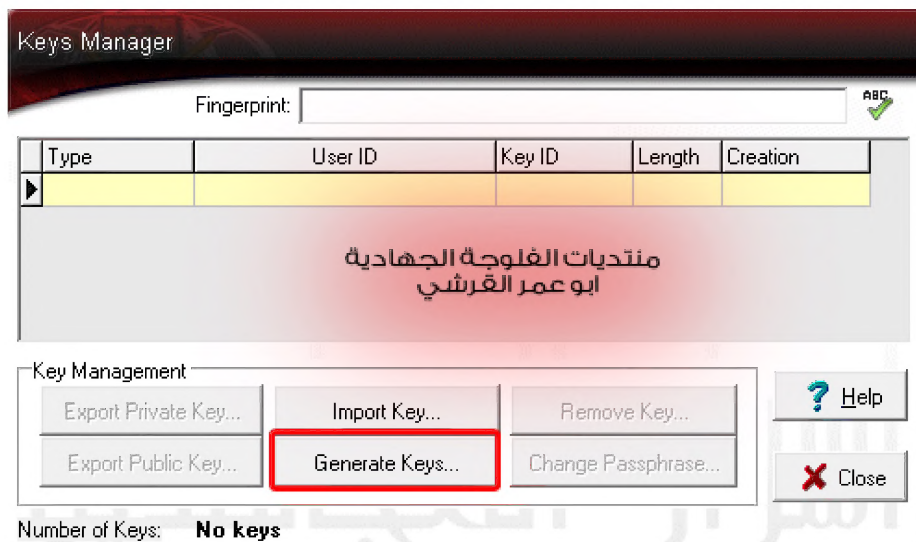 Keys Manager
Fingerprint:
ABC
Type User ID Key ID Length Creation
منتديات الفلوجة الجهادية
ابو عمر القرشي
Key Management
Export Private Key... Import Key... Remove Key... Help
Export Public Key... Generate Keys... Change Passphrase... Close
Number of Keys: No keys